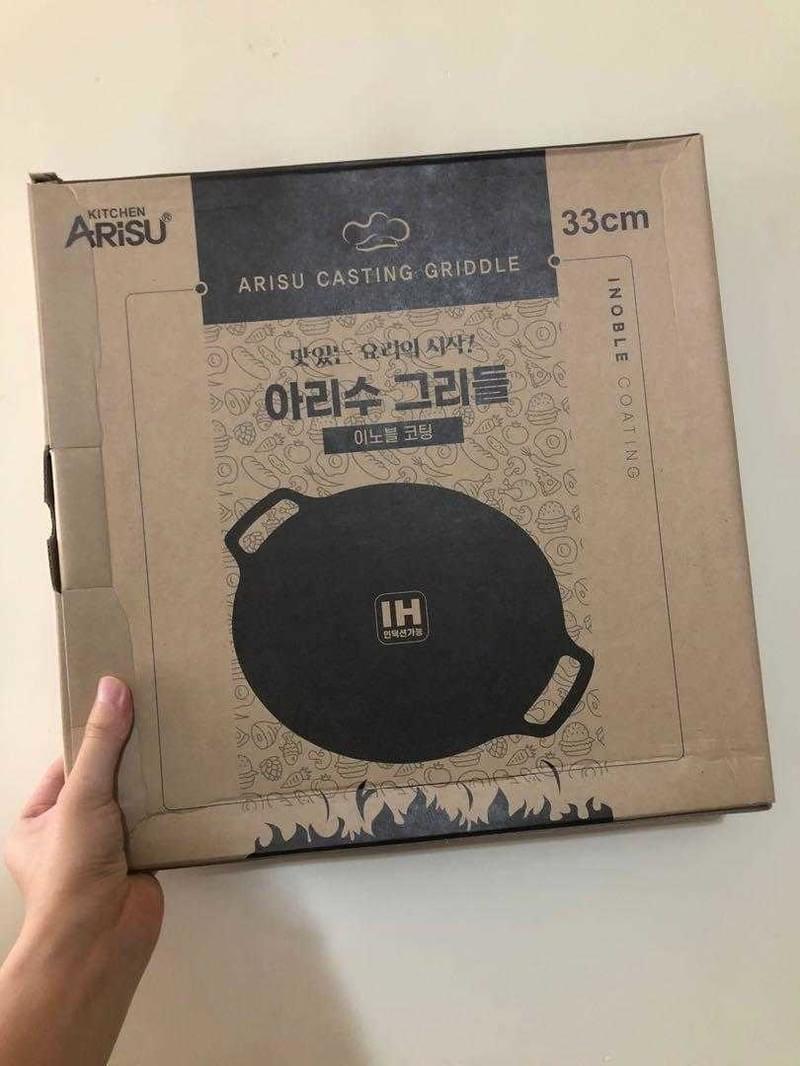 KITCHEN
ARiSU®
33cm
ARISU CASTING GRIDDLE
INOBLE COATING
맛있는 요리의 시작!
아리수 그리들
이노블 코팅
IH
인덕션가능